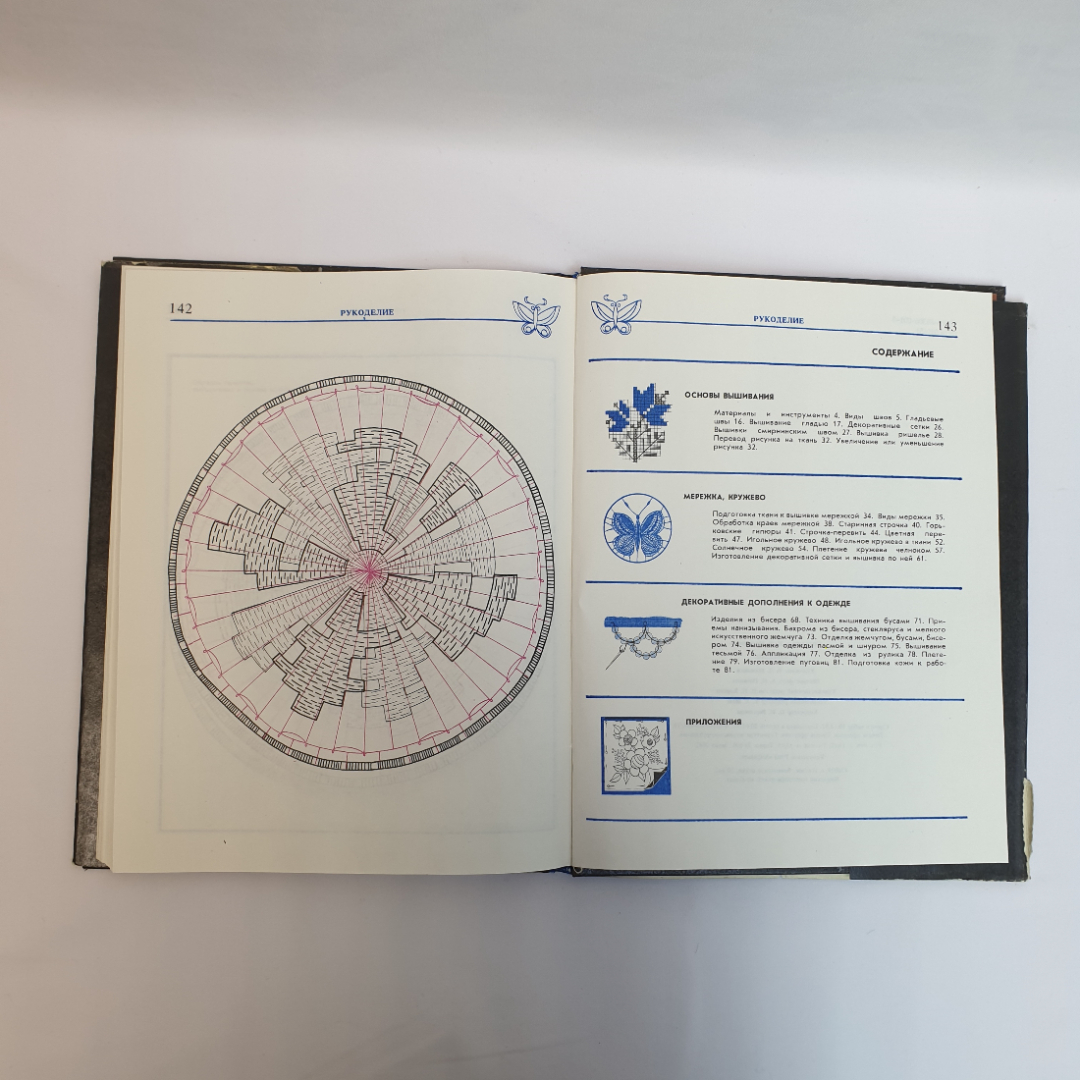 142
РУКОДЕЛИЕ
РУКОДЕЛИЕ
143
СОДЕРЖАНИЕ
ОСНОВЫ ВЫШИВАНИЯ
Материалы и инструменты 4. Виды швов 5. Гладьевые
швы 16. Вышивание гладью 17. Декоративные сетки 26.
Вышивки смирнинским швом 27. Вышивка ришелье 28.
Перевод рисунка на ткань 32. Увеличение или уменьшение
рисунка 32.
МЕРЕЖКА, КРУЖЕВО
Подготовка ткани к вышивке мережкой 34. Виды мережки 35.
Обработка краев мережкой 38. Старинная строчка 40. Горь-
ковские гипюры 41. Строчка-перевить 44. Цветная пере-
вить 47. Игольное кружево 48. Игольное кружево в ткани 52.
Солнечное кружево 54. Плетение кружева челноком 57.
Изготовление декоративной сетки и вышивка по ней 61.
ДЕКОРАТИВНЫЕ ДОПОЛНЕНИЯ К ОДЕЖДЕ
Изделия из бисера 68. Техника вышивания бусами 71. При-
емы нанизывания. Бахрома из бисера, стекляруса и мелкого
искусственного жемчуга 73. Отделка жемчугом, бусами, бисе-
ром 74. Вышивка одежды пасмой и шнуром 75. Вышивание
тесьмой 76. Аппликация 77. Отделка из рулика 78. Плете-
ние 79. Изготовление пуговиц 81. Подготовка кожи к рабо-
те 81.
ПРИЛОЖЕНИЯ